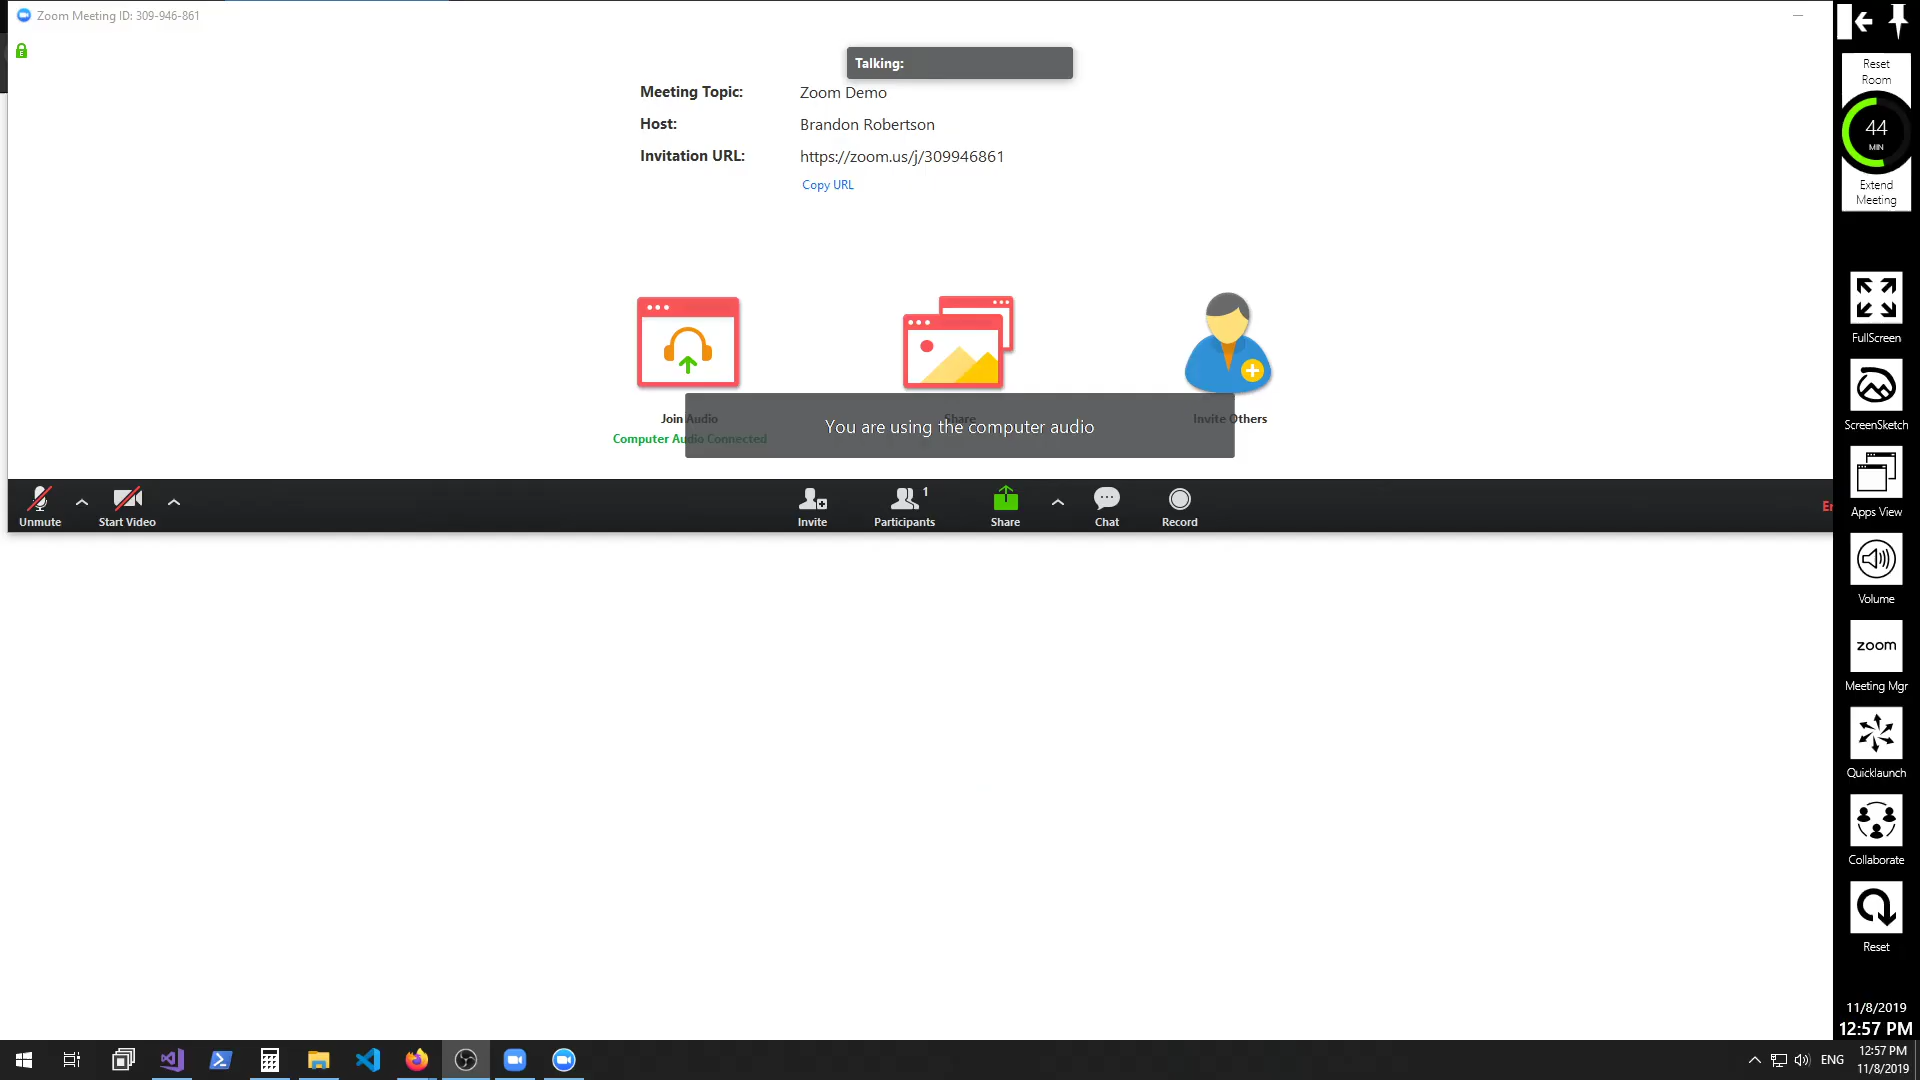 Zoom Meeting ID: 309-946-861
Talking:
Meeting Topic: Zoom Demo
Host: Brandon Robertson
Invitation URL: https://zoom.us/j/309946861
Copy URL
Join Audio
Share
Invite Others
Computer Audio Connected
You are using the computer audio
Unmute
Start Video
Invite
1
Participants
Share
Chat
Record
Reset
Room
44
MIN
Extend
Meeting
FullScreen
ScreenSketch
Apps View
Volume
zoom
Meeting Mgr
Quicklaunch
Collaborate
Reset
11/8/2019
12:57 PM
ENG
12:57 PM
11/8/2019